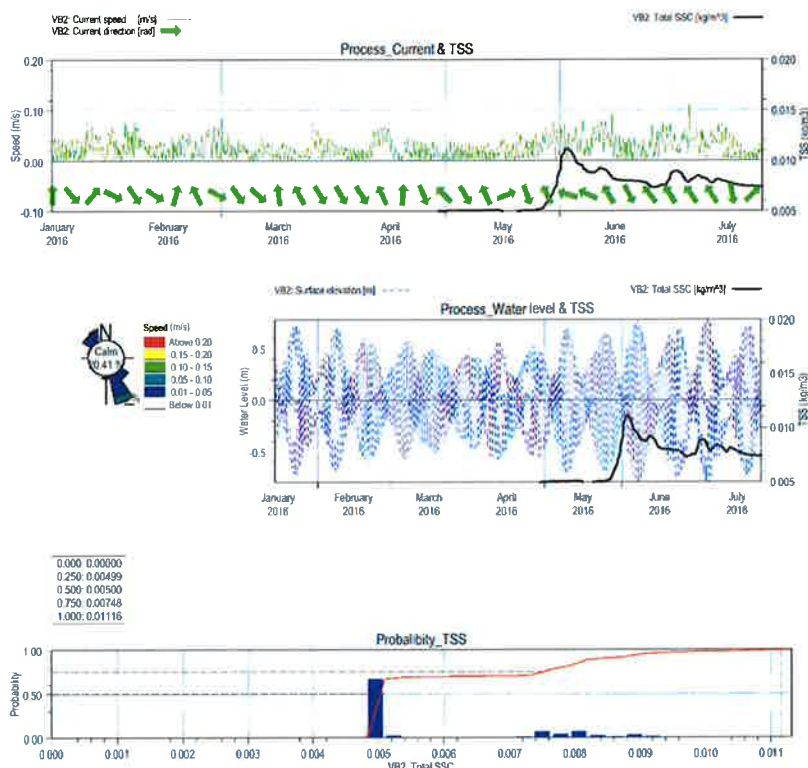 VB2: Current speed [m/s]
VB2: Current direction [rad]
VB2: Total SSC [kg/m^3]
Process_Current & TSS
0.20
0.10
0.00
-0.10
Speed (m/s)
0.020
0.015
0.010
0.005
TSS (kg/m3)
January 2016
February 2016
March 2016
April 2016
May 2016
June 2016
July 2016
VB2: Surface elevation [m]
VB2: Total SSC [kg/m^3]
Process_Water level & TSS
N
Calm
Speed (m/s)
Above 0.20
0.15 - 0.20
0.10 - 0.15
0.05 - 0.10
0.01 - 0.05
Below 0.01
0.5
0.0
-0.5
Water Level (m)
0.020
0.015
0.010
0.005
TSS (kg/m3)
January 2016
February 2016
March 2016
April 2016
May 2016
June 2016
July 2016
0.000: 0.00000
0.250: 0.00499
0.500: 0.00500
0.750: 0.00748
1.000: 0.01116
Probalibity_TSS
1.00
0.50
0.00
Probability
0.000
0.001
0.002
0.003
0.004
0.005
0.006
0.007
0.008
0.009
0.010
0.011
VB2: Total SSC